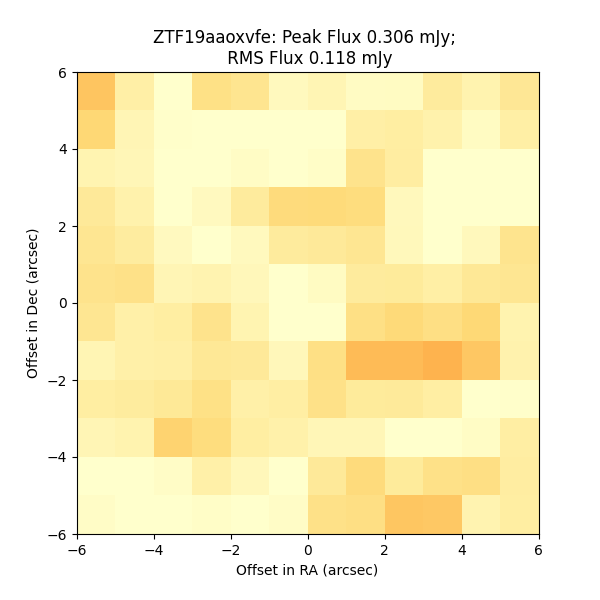 ZTF19aaoxvfe: Peak Flux 0.306 mJy;
RMS Flux 0.118 mJy
6
4
2
0
−2
−4
−6
Offset in Dec (arcsec)
−6 −4 −2 0 2 4 6
Offset in RA (arcsec)